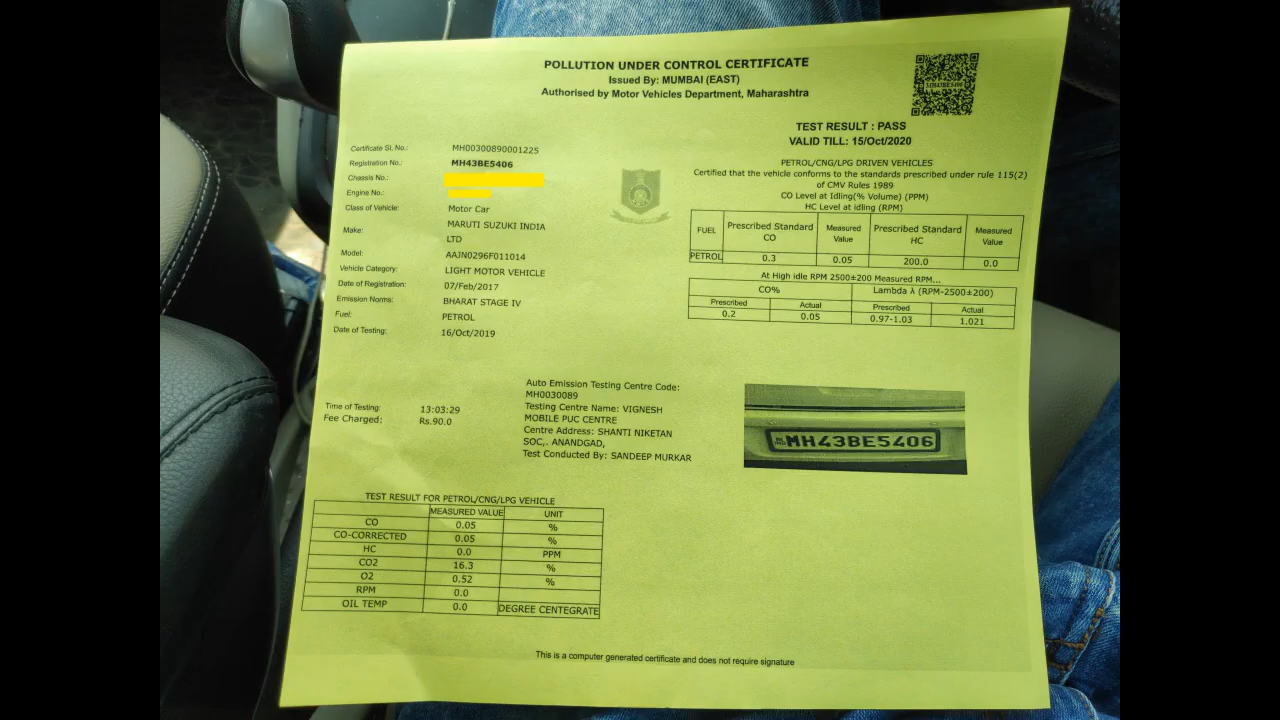 POLLUTION UNDER CONTROL CERTIFICATE
Issued By: MUMBAI (EAST)
Authorised by Motor Vehicles Department, Maharashtra
MH43BE5406
TEST RESULT : PASS
VALID TILL: 15/Oct/2020
Certificate Sl. No.: MH00300890001225
Registration No.: MH43BE5406
Chassis No.:
Engine No.:
Class of Vehicle: Motor Car
Make: MARUTI SUZUKI INDIA
LTD
Model: AAJN0296F011014
Vehicle Category: LIGHT MOTOR VEHICLE
Date of Registration: 07/Feb/2017
Emission Norms: BHARAT STAGE IV
Fuel: PETROL
Date of Testing: 16/Oct/2019
PETROL/CNG/LPG DRIVEN VEHICLES
Certified that the vehicle conforms to the standards prescribed under rule 115(2)
of CMV Rules 1989
CO Level at Idling(% Volume) (PPM)
HC Level at idling (RPM)
FUEL Prescribed Standard CO Measured Value Prescribed Standard HC Measured Value
PETROL 0.3 0.05 200.0 0.0
At High idle RPM 2500±200 Measured RPM...
CO% Lambda λ (RPM-2500±200)
Prescribed Actual Prescribed Actual
0.2 0.05 0.97-1.03 1.021
Time of Testing: 13:03:29
Fee Charged: Rs.90.0
Auto Emission Testing Centre Code:
MH0030089
Testing Centre Name: VIGNESH
MOBILE PUC CENTRE
Centre Address: SHANTI NIKETAN
SOC,. ANANDGAD,
Test Conducted By: SANDEEP MURKAR
MH43BE5406
TEST RESULT FOR PETROL/CNG/LPG VEHICLE
MEASURED VALUE UNIT
CO 0.05 %
CO-CORRECTED 0.05 %
HC 0.0 PPM
CO2 16.3 %
O2 0.52 %
RPM 0.0
OIL TEMP 0.0 DEGREE CENTEGRATE
This is a computer generated certificate and does not require signature